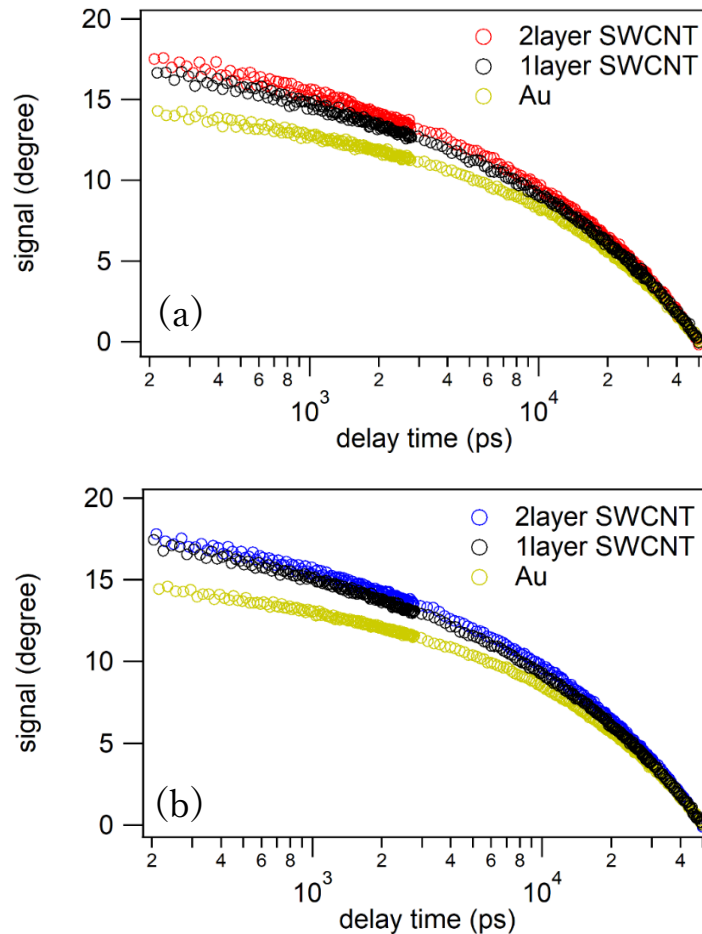 20
15
10
5
0
signal (degree)
2layer SWCNT
1layer SWCNT
Au
(a)
2 4 6 8 10³ 2 4 6 8 10⁴ 2 4
delay time (ps)
20
15
10
5
0
signal (degree)
2layer SWCNT
1layer SWCNT
Au
(b)
2 4 6 8 10³ 2 4 6 8 10⁴ 2 4
delay time (ps)